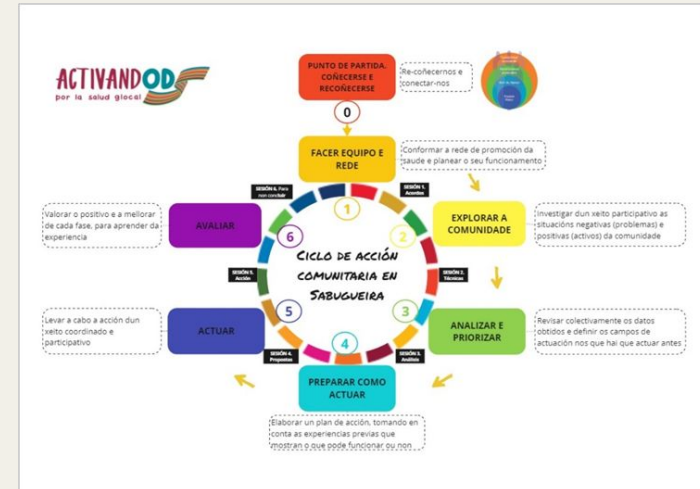 ACTIVANDOD
por la salud glocal
PUNTO DE PARTIDA.
COÑECERSE E
RECOÑECERSE
Re-coñecernos e
conectar-nos
0
FACER EQUIPO E
REDE
Conformar a rede de promoción da
saude e planear o seu funcionamento
SESIÓN 6. Para
non concluír
SESIÓN 1.
Acordos
1
Valorar o positivo e a mellorar
de cada fase, para aprender da
experiencia
AVALIAR
6
2
EXPLORAR A
COMUNIDADE
Investigar dun xeito participativo as
situacións negativas (problemas) e
positivas (activos) da comunidade
CICLO DE ACCIÓN
COMUNITARIA EN
SABUGUEIRA
SESIÓN 5.
Acción
SESIÓN 2.
Técnicas
Levar a cabo a acción dun
xeito coordinado e
participativo
ACTUAR
5
3
ANALIZAR E
PRIORIZAR
Revisar colectivamente os datos
obtidos e definir os campos de
actuación nos que hai que actuar antes
SESIÓN 4.
Propostas
4
SESIÓN 3.
Análisis
PREPARAR COMO
ACTUAR
Elaborar un plan de acción, tomando en
conta as experiencias previas que
mostran o que pode funcionar ou non